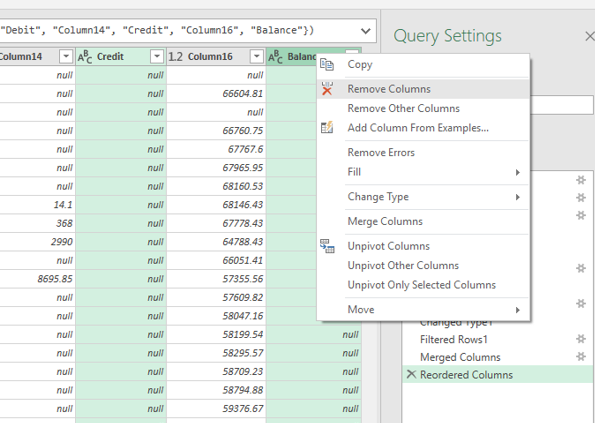 "Debit", "Column14", "Credit", "Column16", "Balance"})
Query Settings
Column14 ABC Credit 1.2 Column16 ABC Balanc
null null null
null null 66604.81
null null null
null null 66760.75
null null 67767.6
null null 67965.95
null null 68160.53
14.1 null 68146.43
368 null 67778.43
2990 null 64788.43
null null 66051.41
8695.85 null 57355.56
null null 57609.82
null null 58047.16
null null 58199.54 null
null null 58295.57 null
null null 58709.23 null
null null 58794.88 null
null null 59376.67 null
Copy
Remove Columns
Remove Other Columns
Add Column From Examples...
Remove Errors
Fill
Change Type
Merge Columns
Unpivot Columns
Unpivot Other Columns
Unpivot Only Selected Columns
Move
Changed Type1
Filtered Rows1
Merged Columns
Reordered Columns